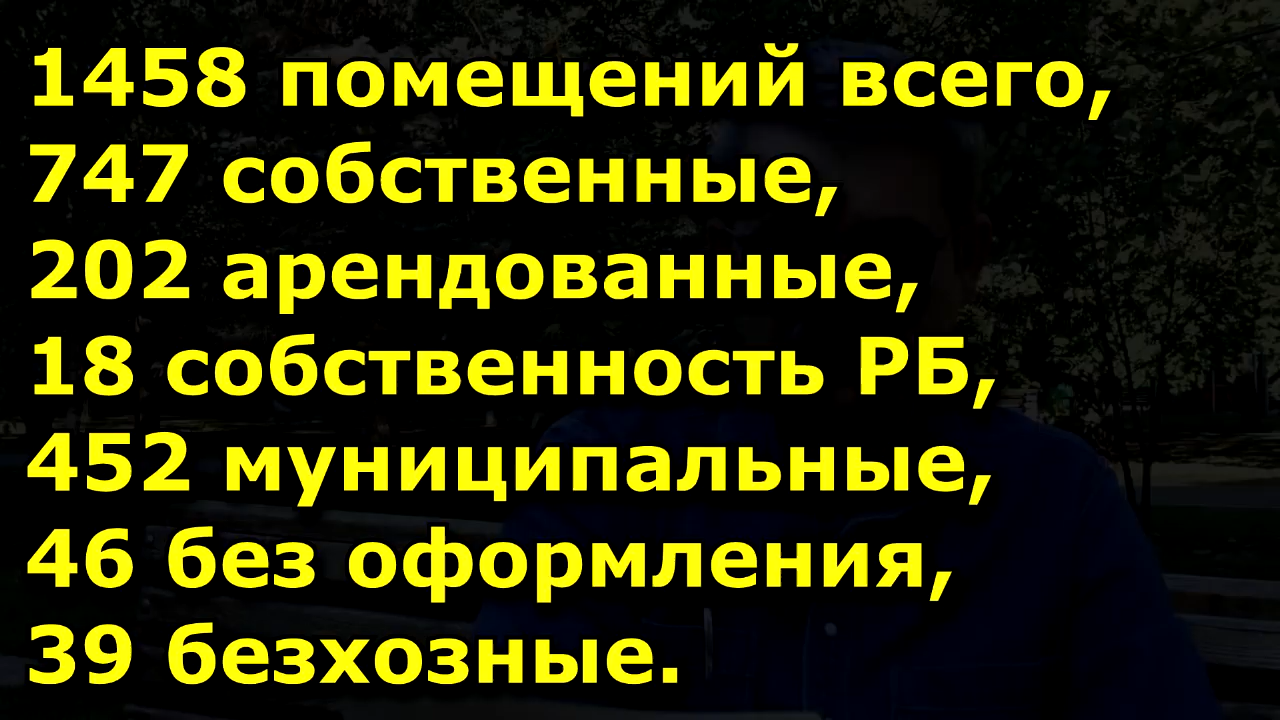 1458 помещений всего,
747 собственные,
202 арендованные,
18 собственность РБ,
452 муниципальные,
46 без оформления,
39 безхозные.